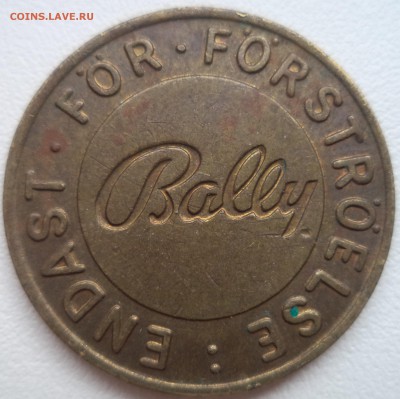 COINS.LAVE.RU
ENDAST · FÖR · FÖRSTRÖELSE :
Bally